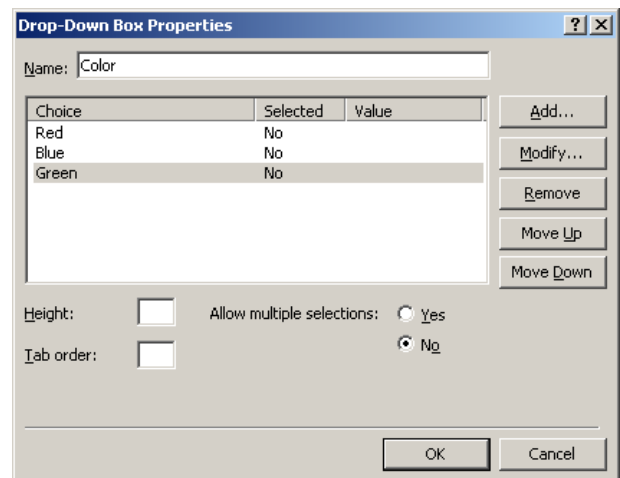 Drop-Down Box Properties
Name: Color
Choice Selected Value
Red No
Blue No
Green No
Add...
Modify...
Remove
Move Up
Move Down
Height: Allow multiple selections: Yes
No
Tab order:
OK Cancel